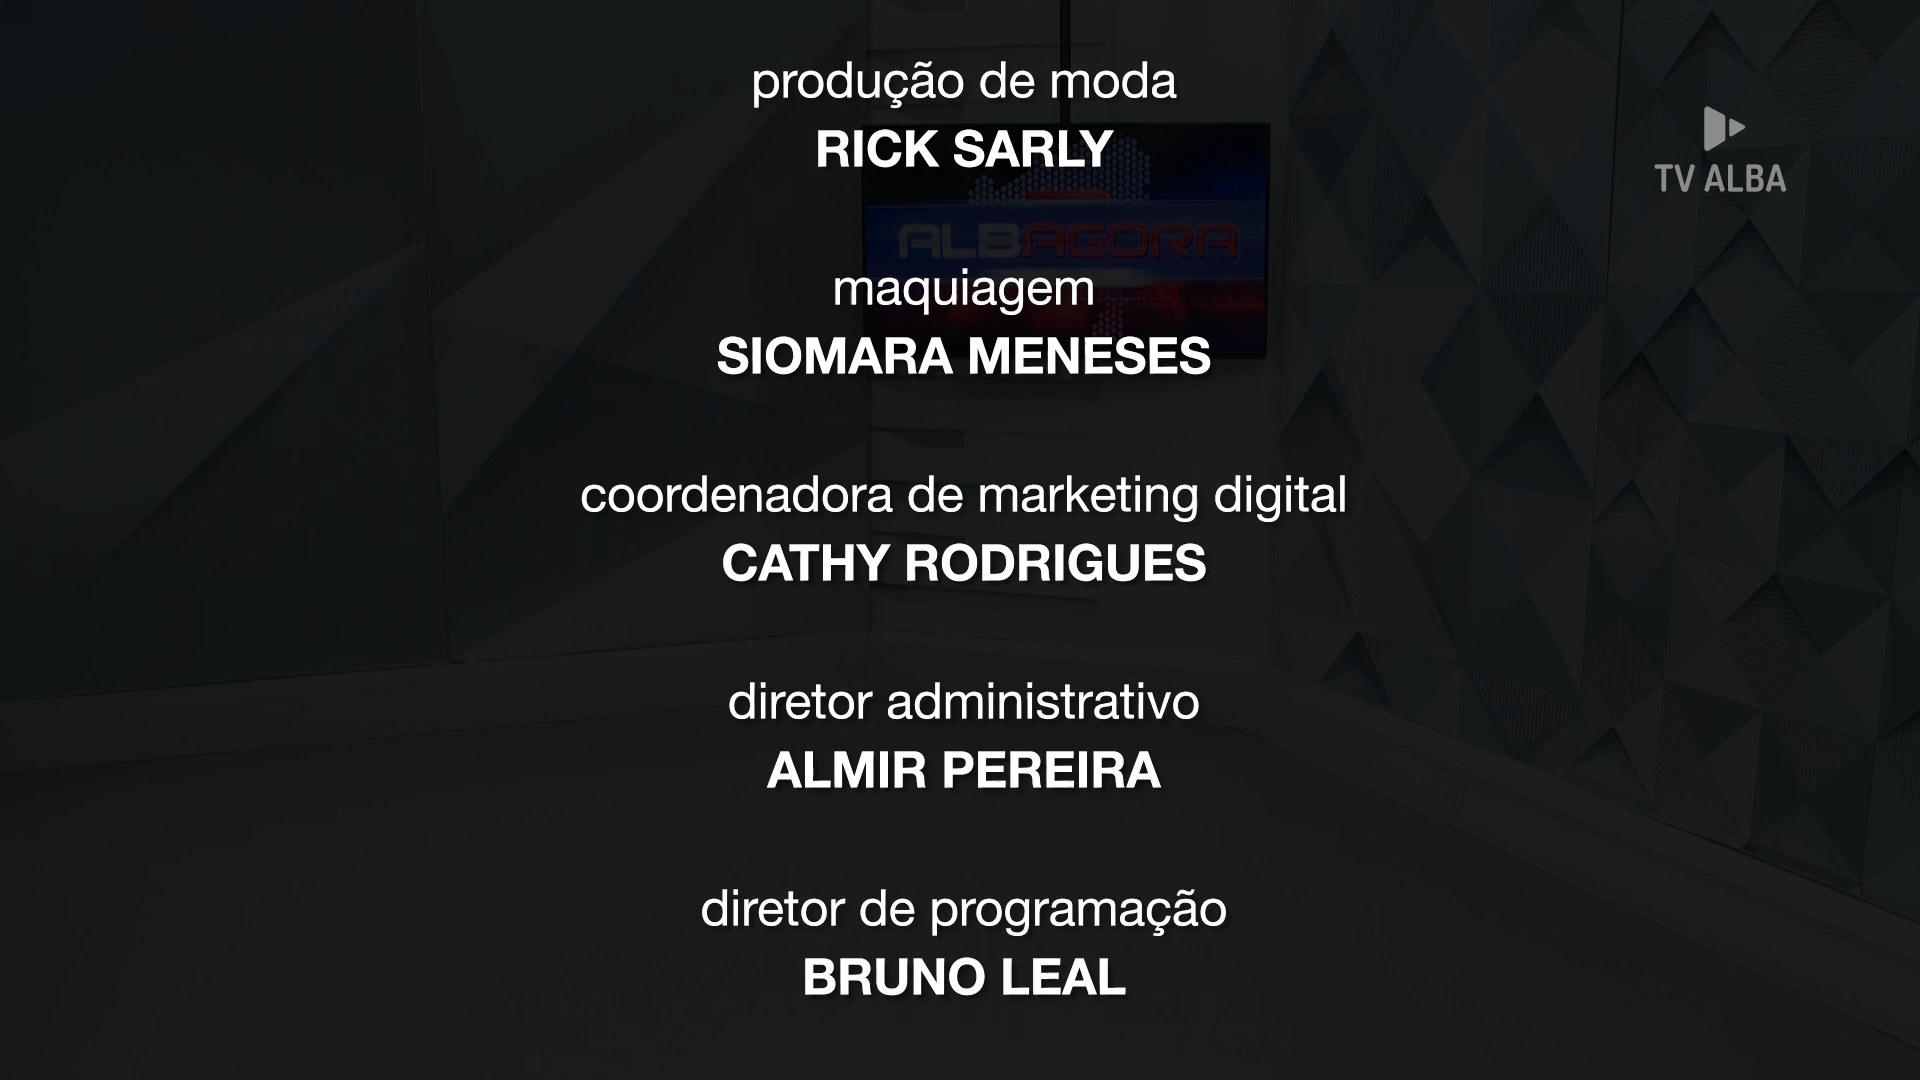 produção de moda
RICK SARLY
TV ALBA
ALBAGORA
maquiagem
SIOMARA MENESES
coordenadora de marketing digital
CATHY RODRIGUES
diretor administrativo
ALMIR PEREIRA
diretor de programação
BRUNO LEAL